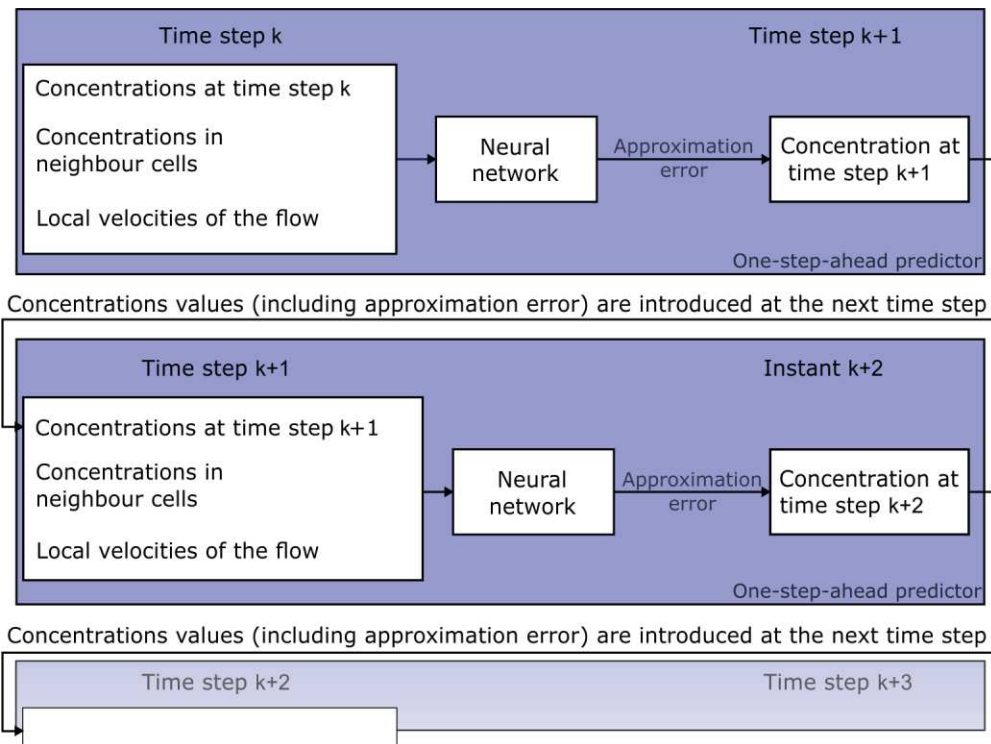 Time step k
Time step k+1
Concentrations at time step k
Concentrations in
neighbour cells
Local velocities of the flow
Neural
network
Approximation
error
Concentration at
time step k+1
One-step-ahead predictor
Concentrations values (including approximation error) are introduced at the next time step
Time step k+1
Instant k+2
Concentrations at time step k+1
Concentrations in
neighbour cells
Local velocities of the flow
Neural
network
Approximation
error
Concentration at
time step k+2
One-step-ahead predictor
Concentrations values (including approximation error) are introduced at the next time step
Time step k+2
Time step k+3